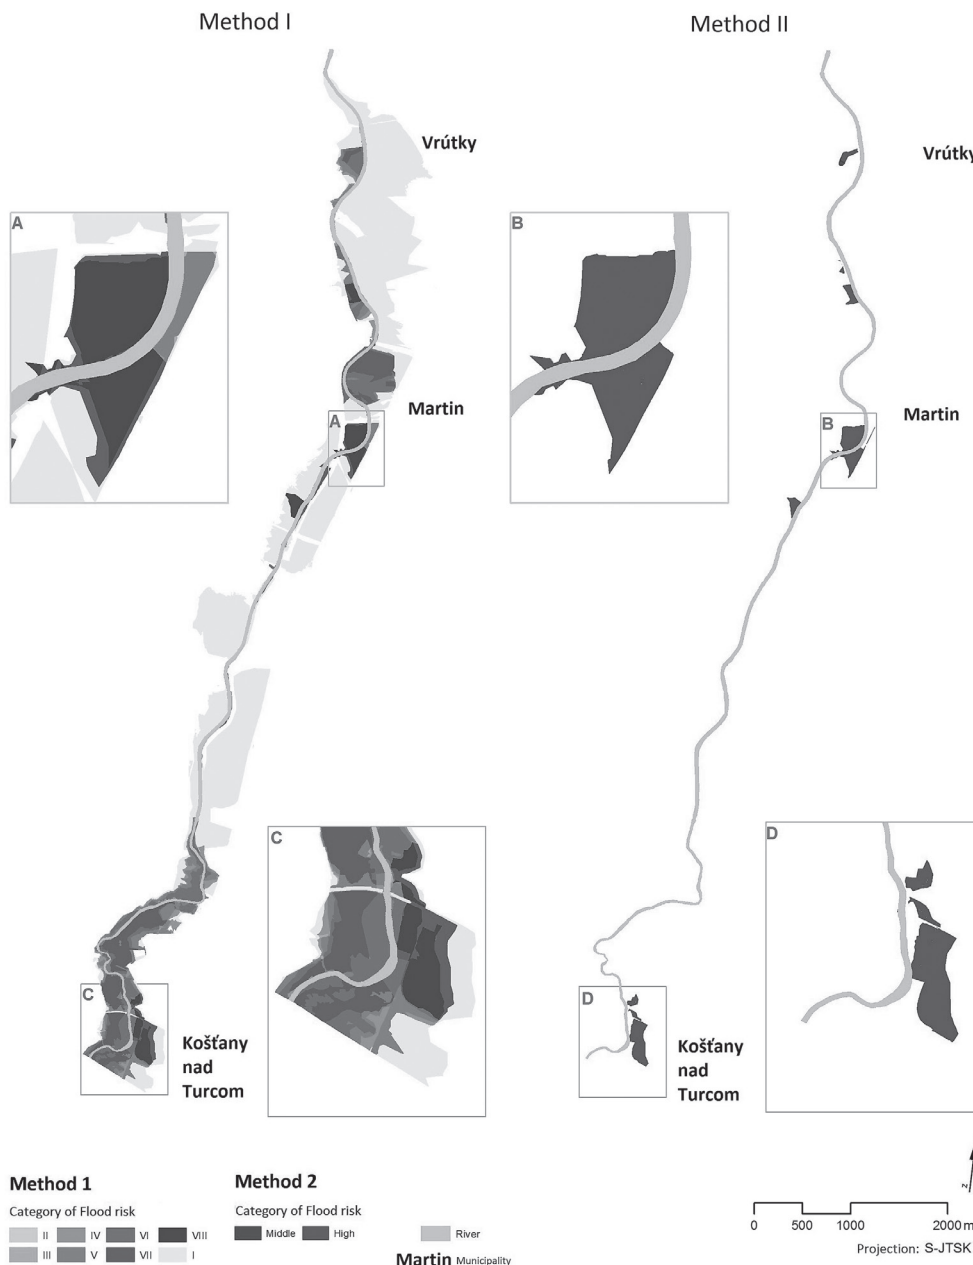 Method I
Method II
Vrútky
Vrútky
A
B
Martin
Martin
A
B
C
D
C
D
Košťany
nad
Turcom
Košťany
nad
Turcom
Method 1
Category of Flood risk
II IV VI VIII
III V VII I
Method 2
Category of Flood risk
Middle High
River
Martin Municipality
z
0 500 1000 2000 m
Projection: S-JTSK